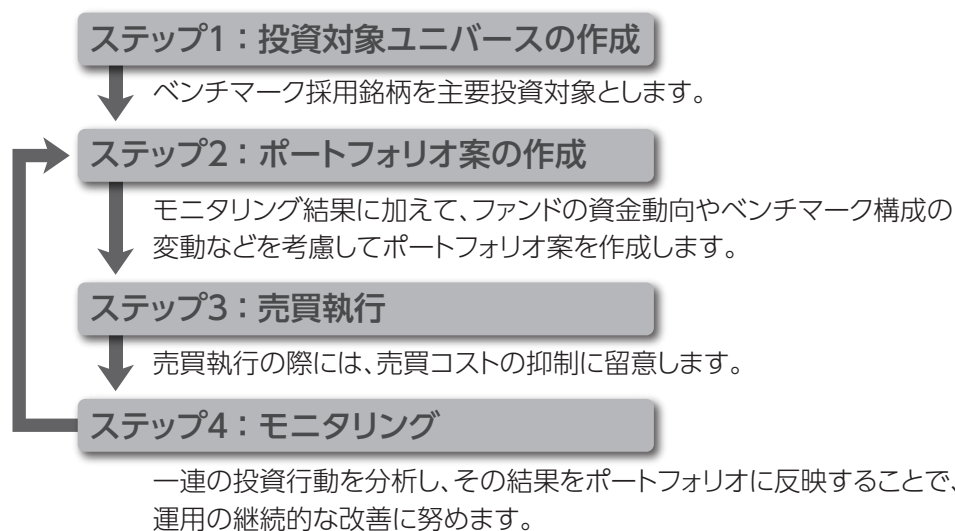 ステップ1：投資対象ユニバースの作成
ベンチマーク採用銘柄を主要投資対象とします。
ステップ2：ポートフォリオ案の作成
モニタリング結果に加えて、ファンドの資金動向やベンチマーク構成の
変動などを考慮してポートフォリオ案を作成します。
ステップ3：売買執行
売買執行の際には、売買コストの抑制に留意します。
ステップ4：モニタリング
一連の投資行動を分析し、その結果をポートフォリオに反映することで、
運用の継続的な改善に努めます。